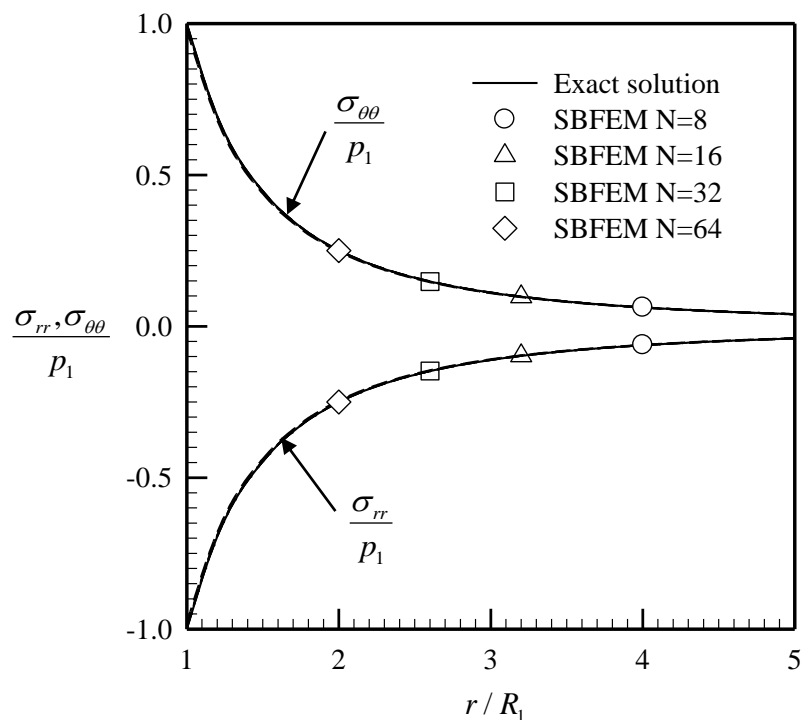 1.0
0.5
0.0
-0.5
-1.0
σrr, σθθ
p1
σθθ
p1
Exact solution
SBFEM N=8
SBFEM N=16
SBFEM N=32
SBFEM N=64
σrr
p1
1 2 3 4 5
r / R1